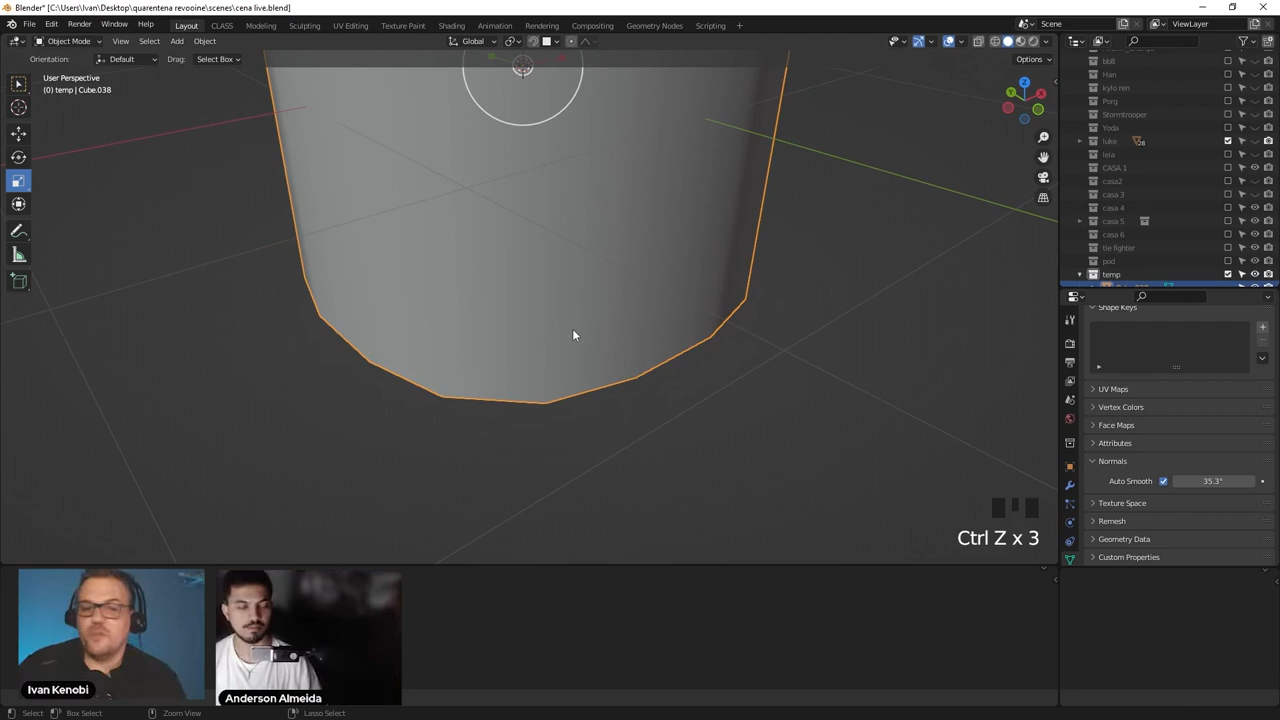 Blender* [C:\Users\Ivan\Desktop\quarentena revooine\scenes\cena live.blend]
File Edit Render Window Help
Layout CLASS Modeling Sculpting UV Editing Texture Paint Shading Animation Rendering Compositing Geometry Nodes Scripting +
Scene
ViewLayer
Object Mode View Select Add Object
Global
Orientation: Default Drag: Select Box
Options
User Perspective
(0) temp | Cube.038
Z
X
Y
bb8
Han
kylo ren
Porg
Stormtrooper
Yoda
luke 28
leia
CASA 1
casa2
casa 3
casa 4
casa 5
casa 6
tie fighter
pod
temp
Shape Keys
UV Maps
Vertex Colors
Face Maps
Attributes
Normals
Auto Smooth 35.3°
Texture Space
Remesh
Geometry Data
Custom Properties
Ctrl Z x 3
Ivan Kenobi
Anderson Almeida
Select Box Select Zoom View Lasso Select